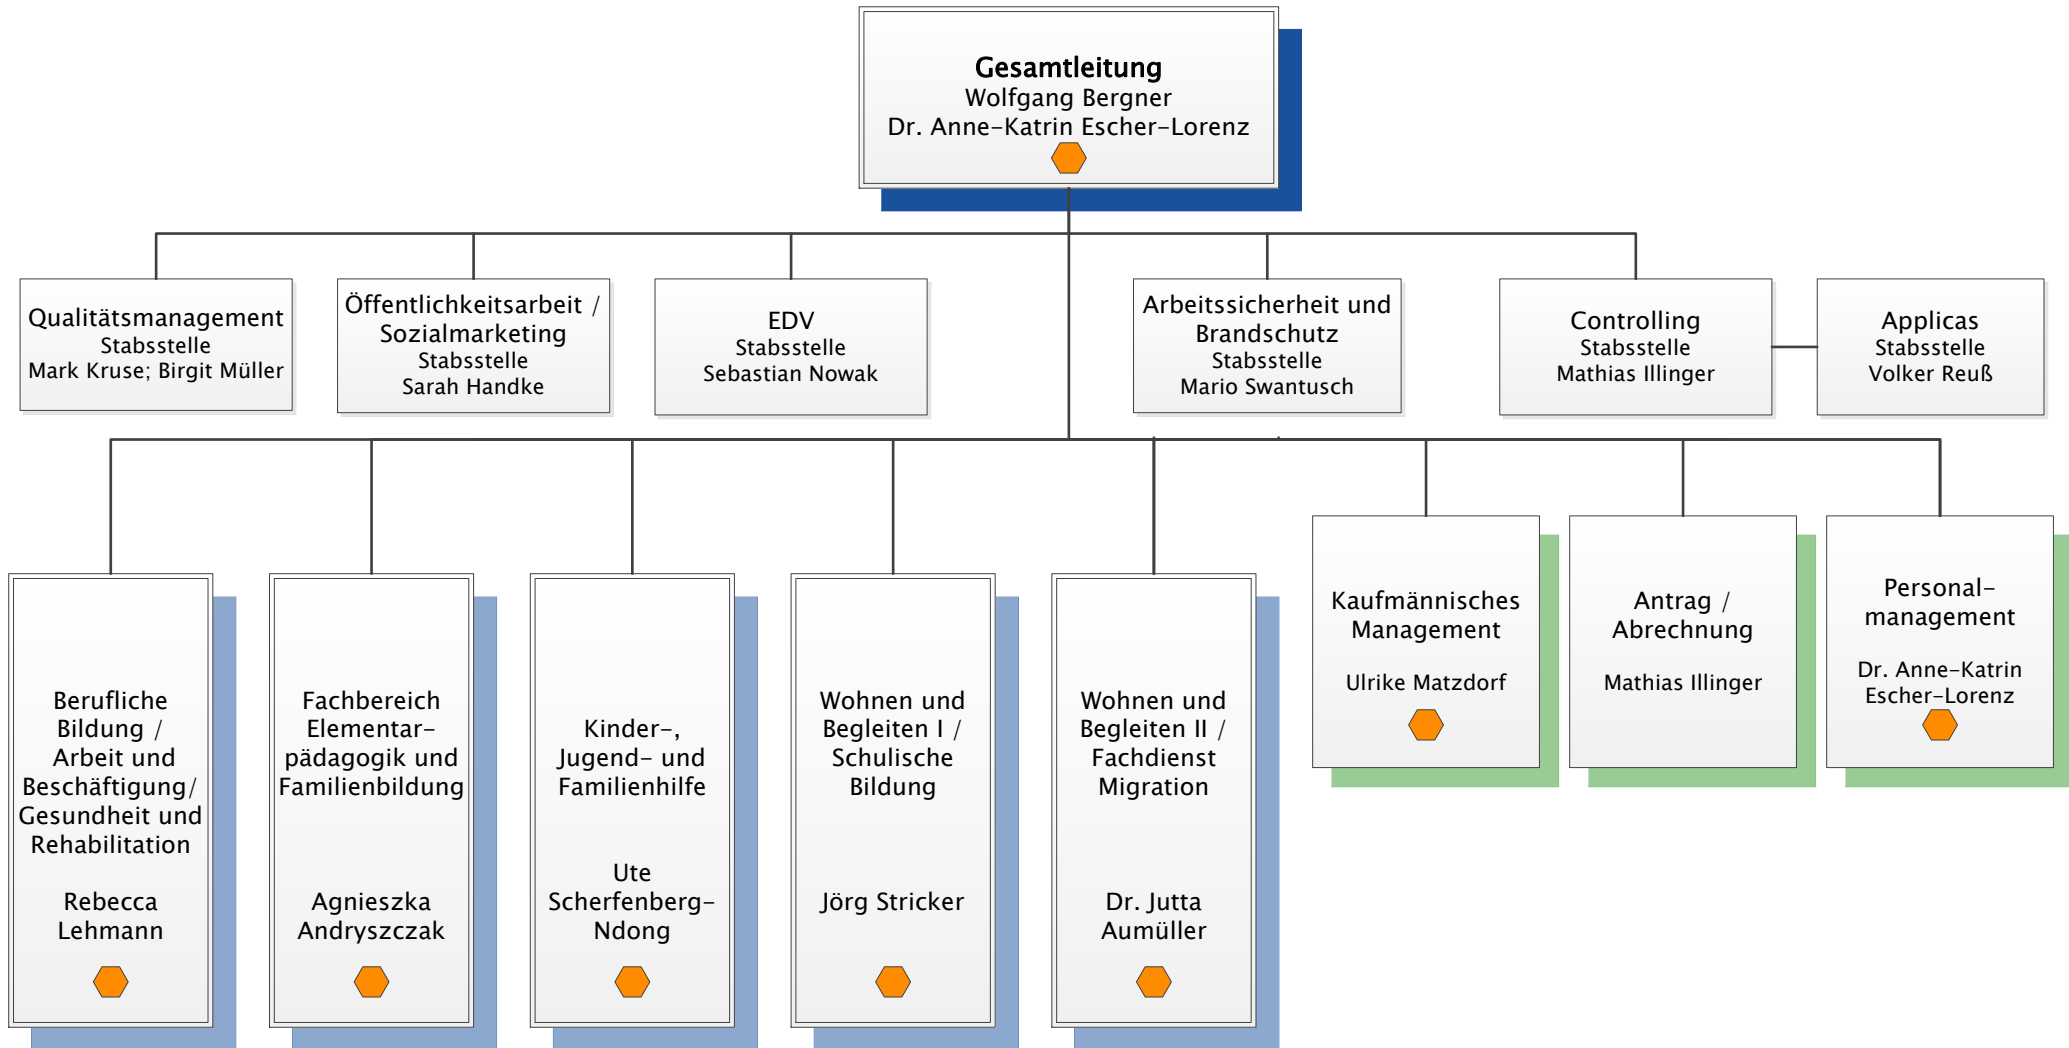 Gesamtleitung
Wolfgang Bergner
Dr. Anne-Katrin Escher-Lorenz
Qualitätsmanagement
Stabsstelle
Mark Kruse; Birgit Müller
Öffentlichkeitsarbeit /
Sozialmarketing
Stabsstelle
Sarah Handke
EDV
Stabsstelle
Sebastian Nowak
Arbeitssicherheit und
Brandschutz
Stabsstelle
Mario Swantusch
Controlling
Stabsstelle
Mathias Illinger
Applicas
Stabsstelle
Volker Reuß
Berufliche
Bildung /
Arbeit und
Beschäftigung/
Gesundheit und
Rehabilitation
Rebecca
Lehmann
Fachbereich
Elementar-
pädagogik und
Familienbildung
Agnieszka
Andryszczak
Kinder-,
Jugend- und
Familienhilfe
Ute
Scherfenberg-
Ndong
Wohnen und
Begleiten I /
Schulische
Bildung
Jörg Stricker
Wohnen und
Begleiten II /
Fachdienst
Migration
Dr. Jutta
Aumüller
Kaufmännisches
Management
Ulrike Matzdorf
Antrag /
Abrechnung
Mathias Illinger
Personal-
management
Dr. Anne-Katrin
Escher-Lorenz